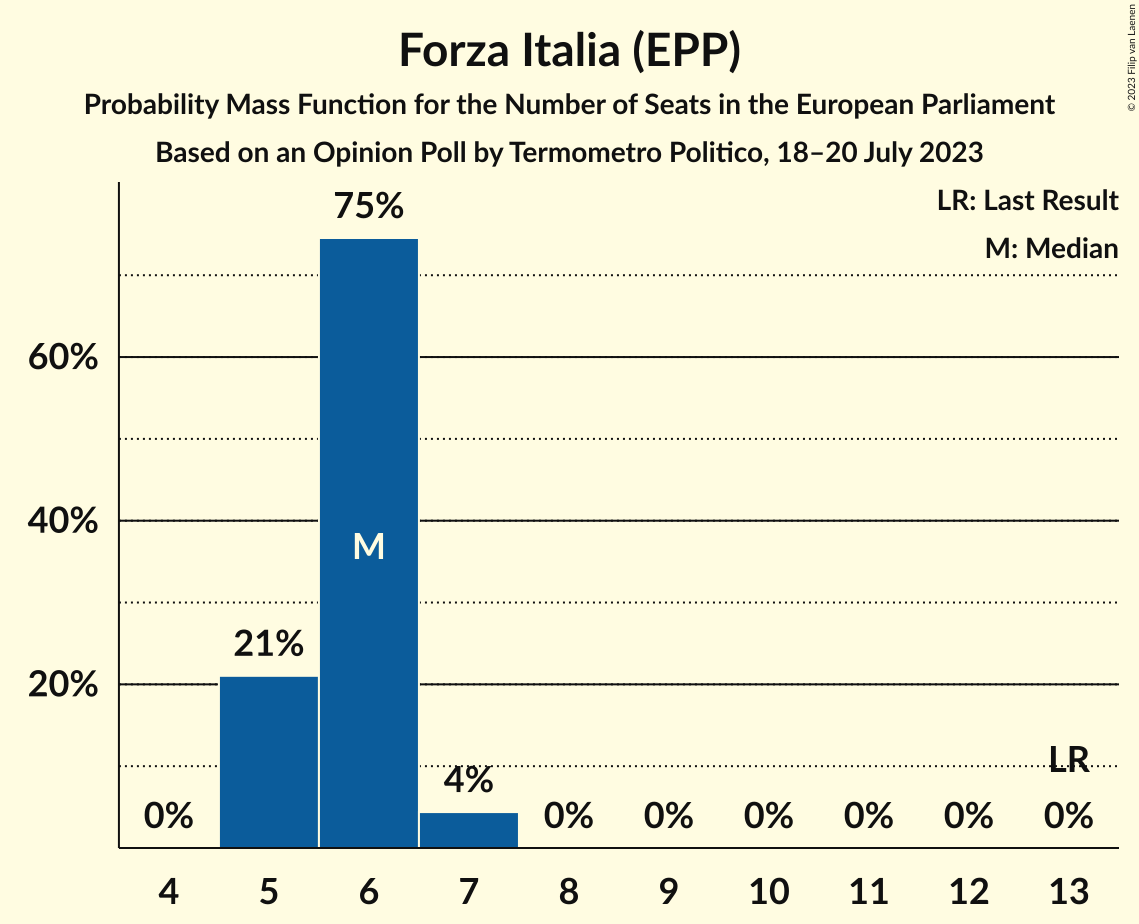 Forza Italia (EPP)
Probability Mass Function for the Number of Seats in the European Parliament
Based on an Opinion Poll by Termometro Politico, 18–20 July 2023
© 2023 Filip van Laenen
LR: Last Result
M: Median
75%
60%
40%
M
21%
20%
LR
4%
0% 0% 0% 0% 0% 0% 0%
4 5 6 7 8 9 10 11 12 13